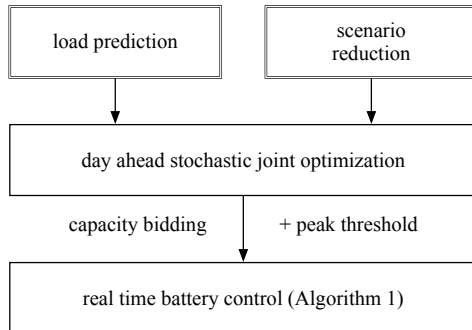 load prediction
scenario
reduction
day ahead stochastic joint optimization
capacity bidding + peak threshold
real time battery control (Algorithm 1)